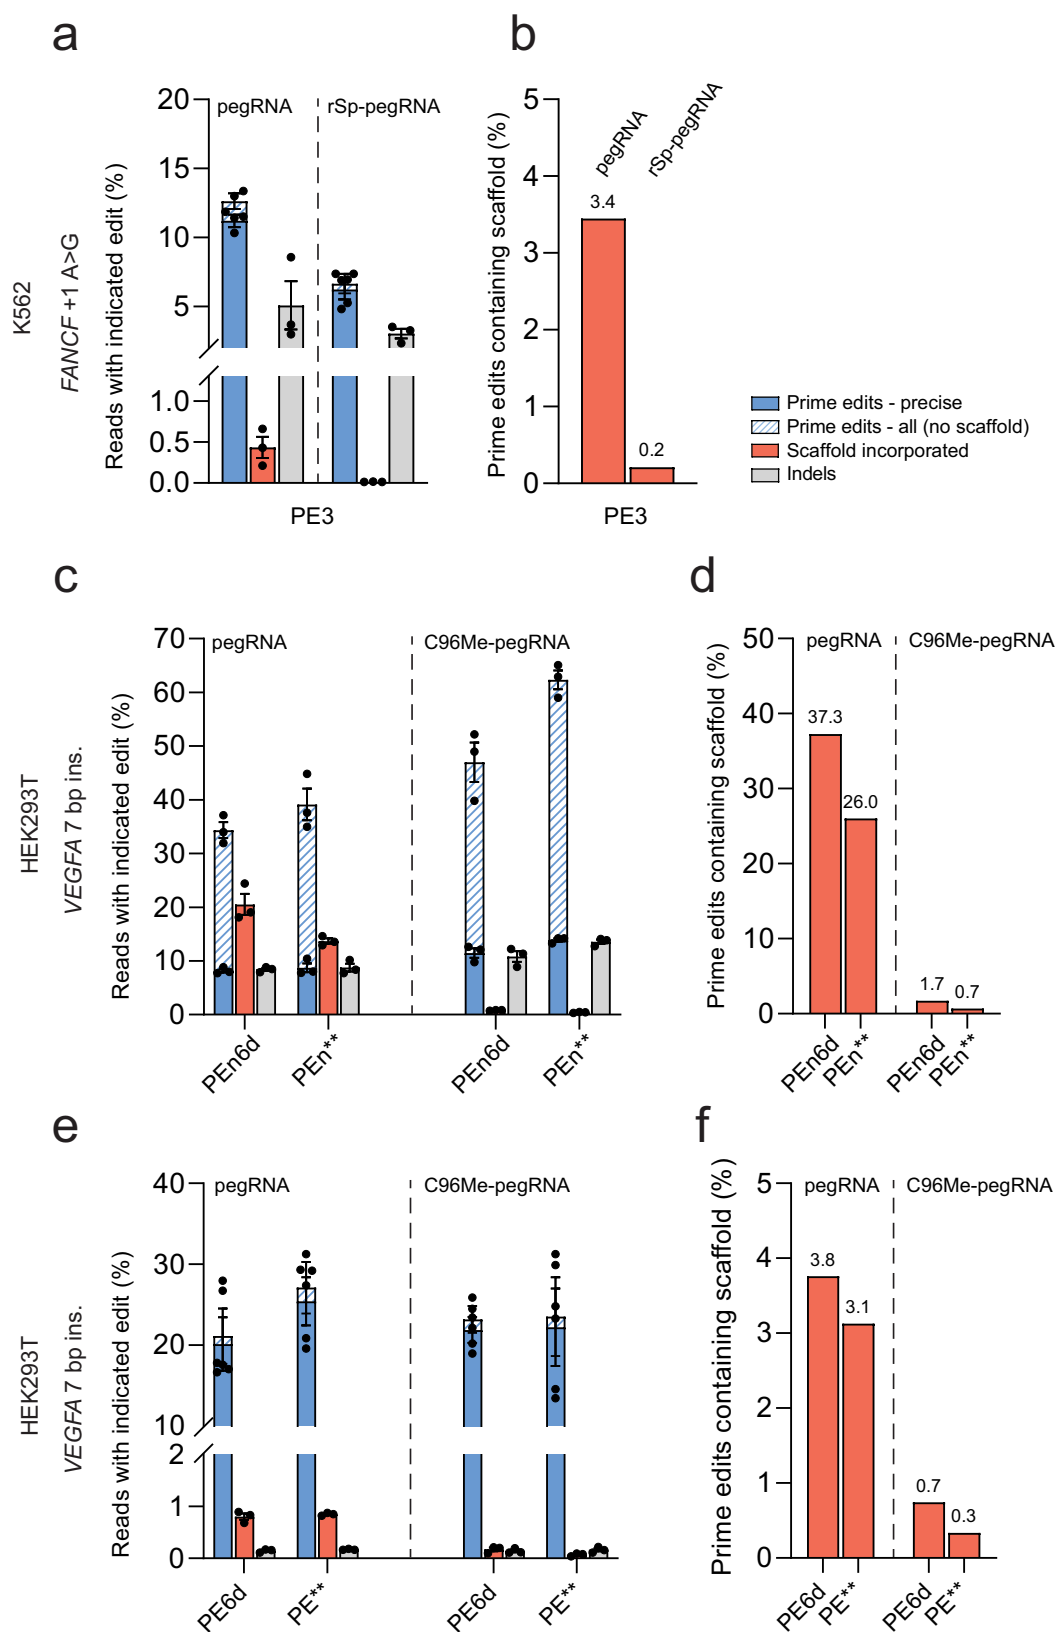 a
b
K562
FANCF +1 A>G
Reads with indicated edit (%)
20
15
10
5
1.0
0.5
0.0
pegRNA
rSp-pegRNA
PE3
Prime edits containing scaffold (%)
5
4
3
2
1
0
pegRNA
rSp-pegRNA
3.4
0.2
PE3
Prime edits - precise
Prime edits - all (no scaffold)
Scaffold incorporated
Indels
c
d
HEK293T
VEGFA 7 bp ins.
Reads with indicated edit (%)
70
60
50
40
30
20
10
0
pegRNA
C96Me-pegRNA
PEn6d
PEn**
PEn6d
PEn**
Prime edits containing scaffold (%)
50
40
30
20
10
0
pegRNA
C96Me-pegRNA
37.3
26.0
1.7
0.7
PEn6d
PEn**
PEn6d
PEn**
e
f
HEK293T
VEGFA 7 bp ins.
Reads with indicated edit (%)
40
30
20
10
2
1
0
pegRNA
C96Me-pegRNA
PE6d
PE**
PE6d
PE**
Prime edits containing scaffold (%)
5
4
3
2
1
0
pegRNA
C96Me-pegRNA
3.8
3.1
0.7
0.3
PE6d
PE**
PE6d
PE**